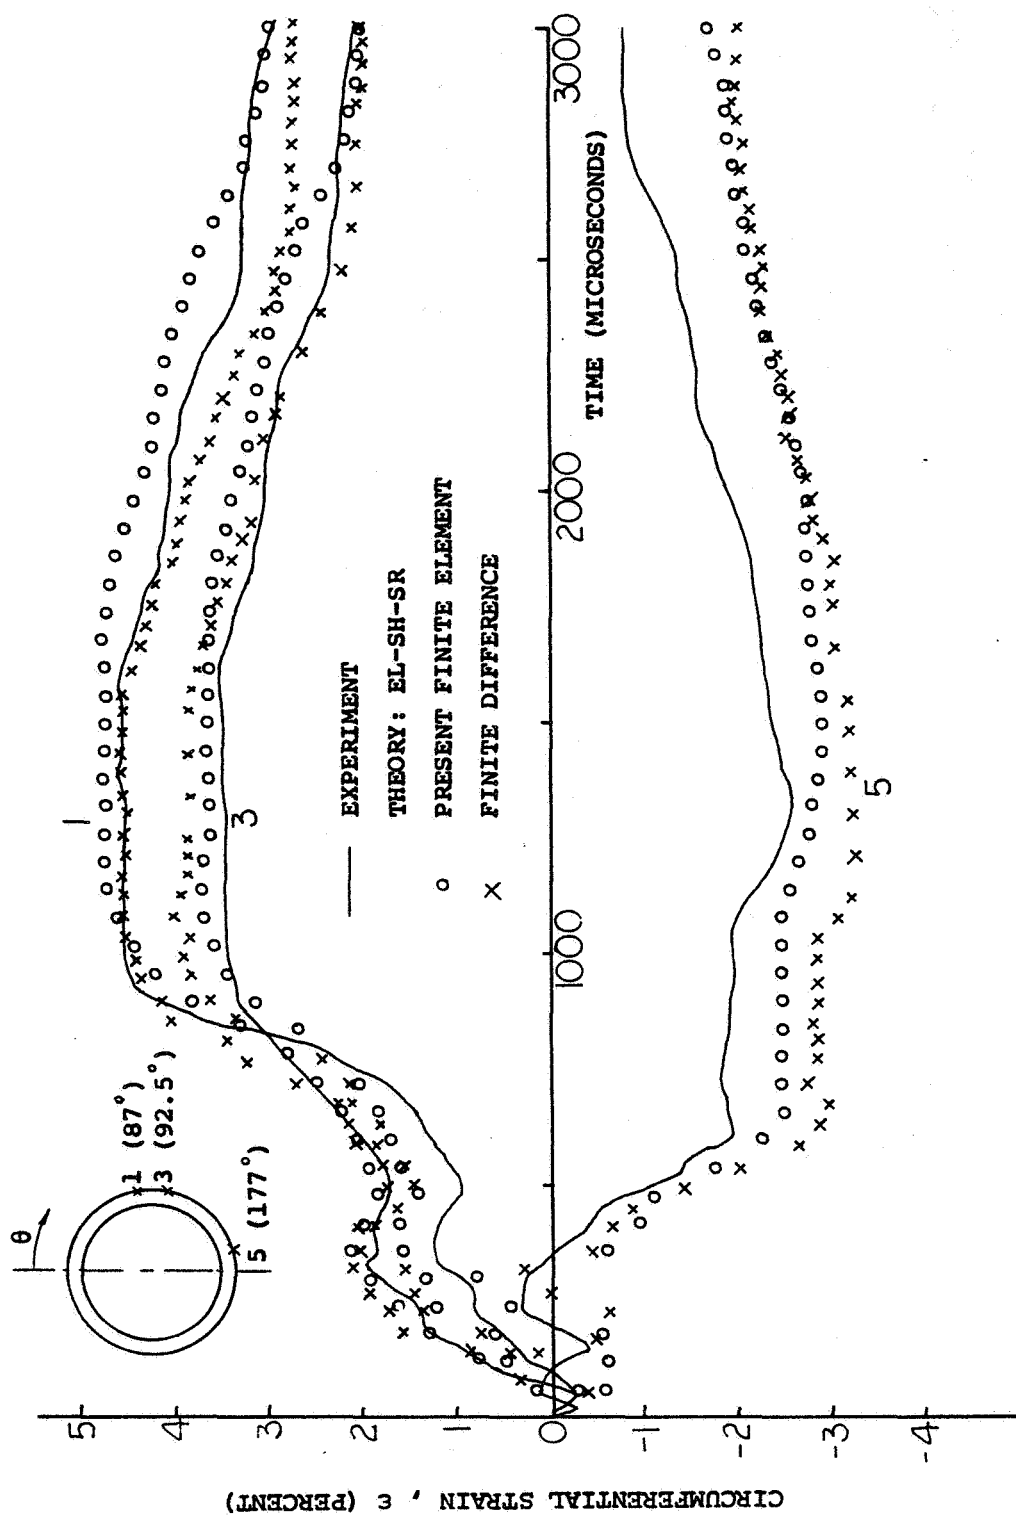 θ
1 (87°)
3 (92.5°)
5 (177°)
1
3
5
—— EXPERIMENT
THEORY: EL-SH-SR
o PRESENT FINITE ELEMENT
× FINITE DIFFERENCE
5
4
3
2
1
0
-1
-2
-3
-4
1000
2000
3000
TIME (MICROSECONDS)
CIRCUMFERENTIAL STRAIN , ε (PERCENT)